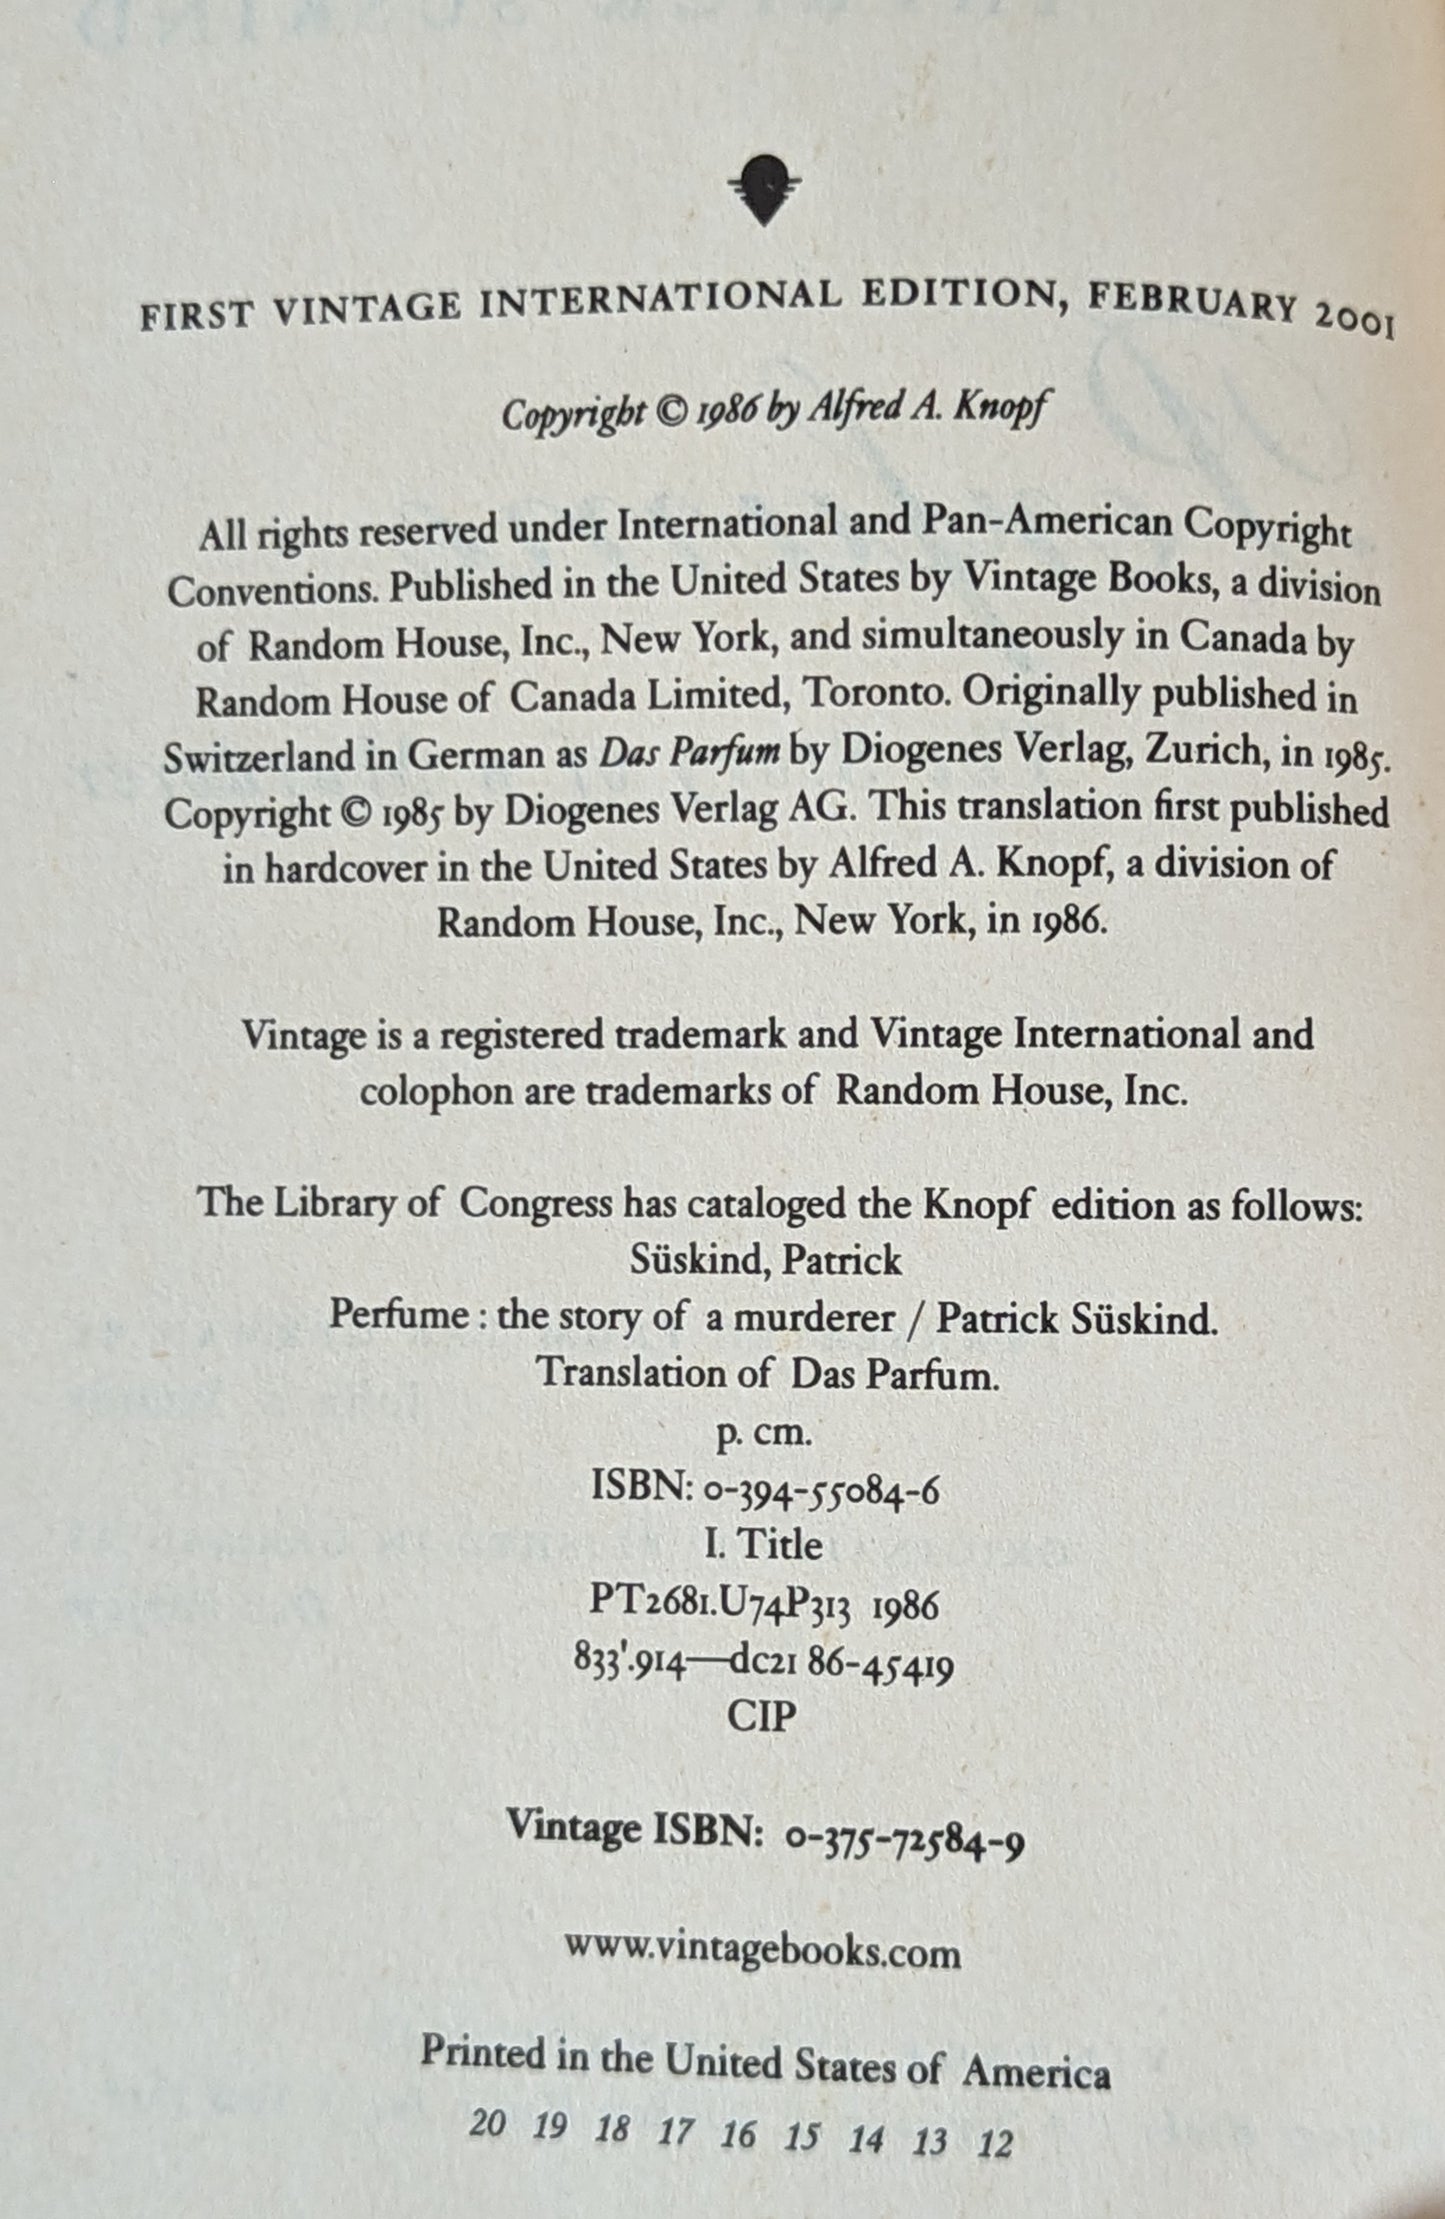 FIRST VINTAGE INTERNATIONAL EDITION, FEBRUARY 2001
Copyright © 1986 by Alfred A. Knopf
All rights reserved under International and Pan-American Copyright
Conventions. Published in the United States by Vintage Books, a division
of Random House, Inc., New York, and simultaneously in Canada by
Random House of Canada Limited, Toronto. Originally published in
Switzerland in German as Das Parfum by Diogenes Verlag, Zurich, in 1985.
Copyright © 1985 by Diogenes Verlag AG. This translation first published
in hardcover in the United States by Alfred A. Knopf, a division of
Random House, Inc., New York, in 1986.
Vintage is a registered trademark and Vintage International and
colophon are trademarks of Random House, Inc.
The Library of Congress has cataloged the Knopf edition as follows:
Süskind, Patrick
Perfume : the story of a murderer / Patrick Süskind.
Translation of Das Parfum.
p. cm.
ISBN: 0-394-55084-6
I. Title
PT2681.U74P313 1986
833'.914—dc21 86-45419
CIP
Vintage ISBN: 0-375-72584-9
www.vintagebooks.com
Printed in the United States of America
20 19 18 17 16 15 14 13 12